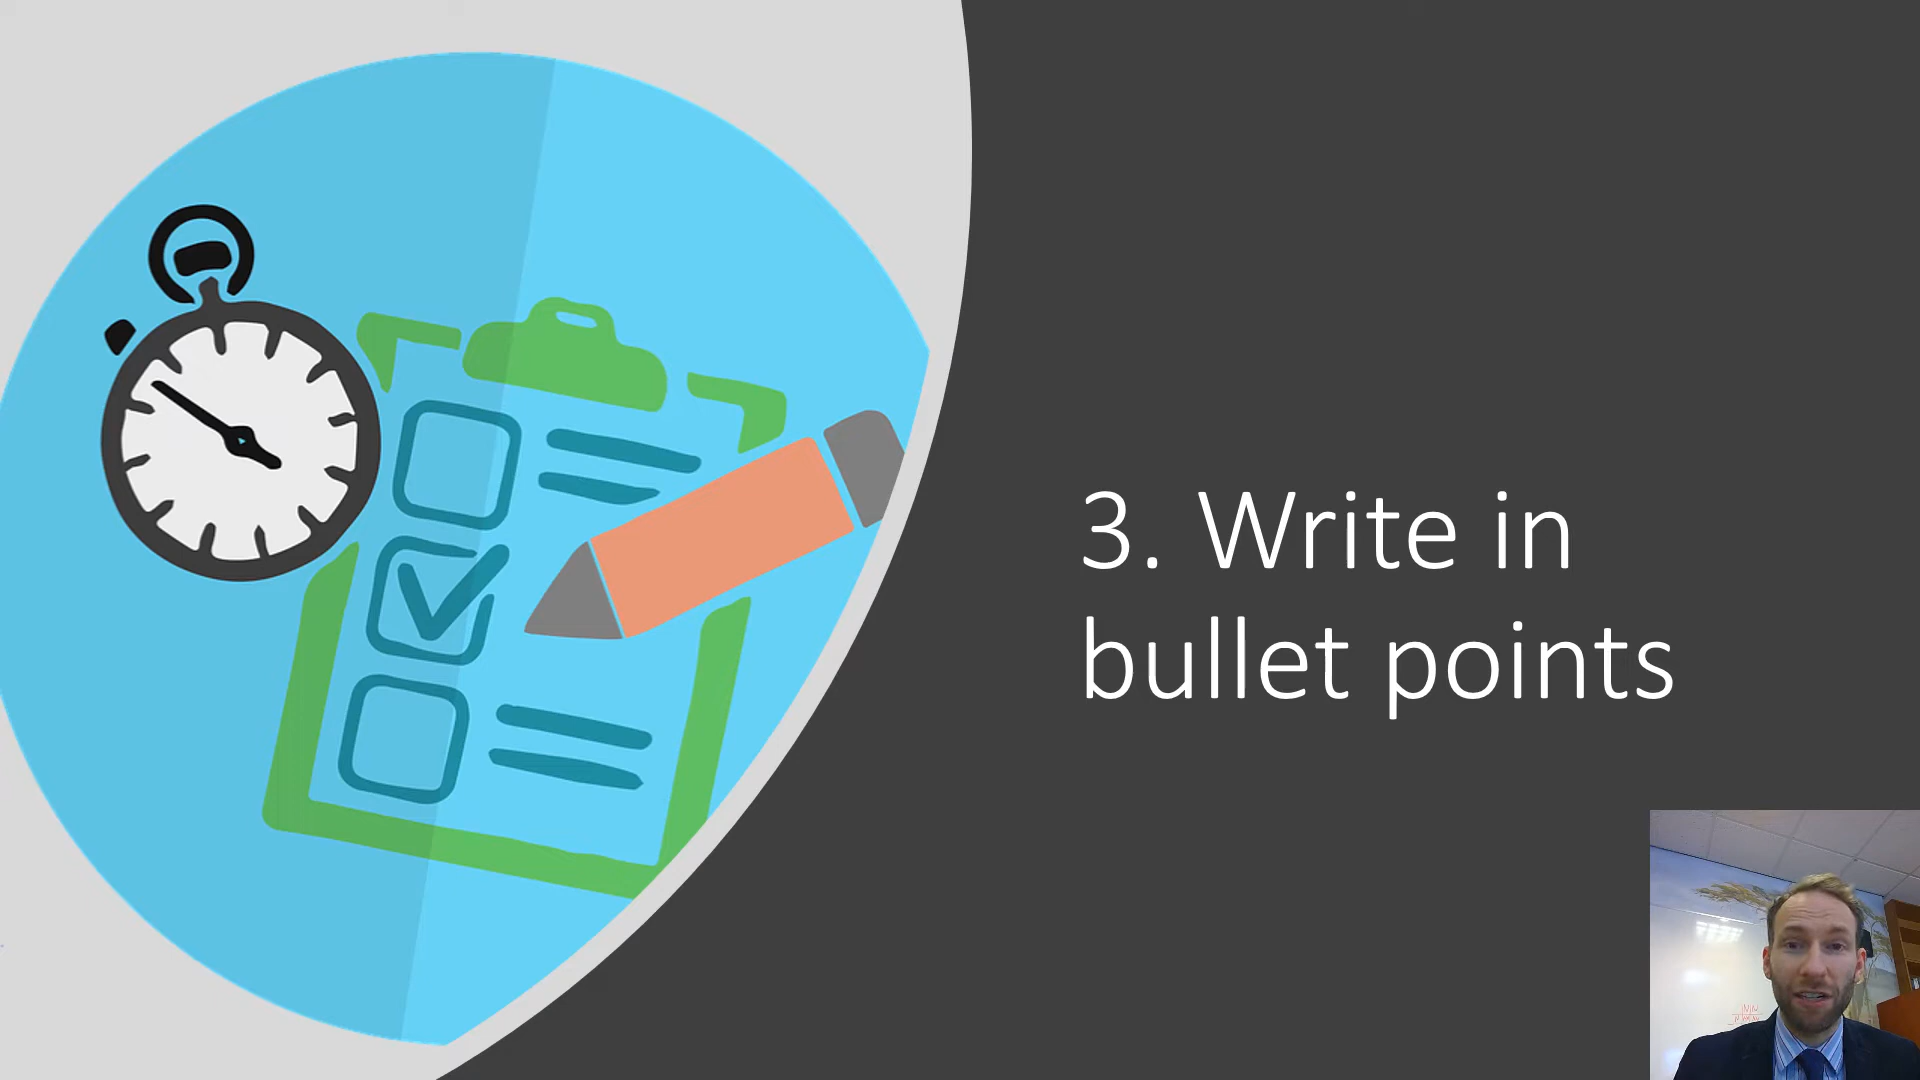 3. Write in
bullet points